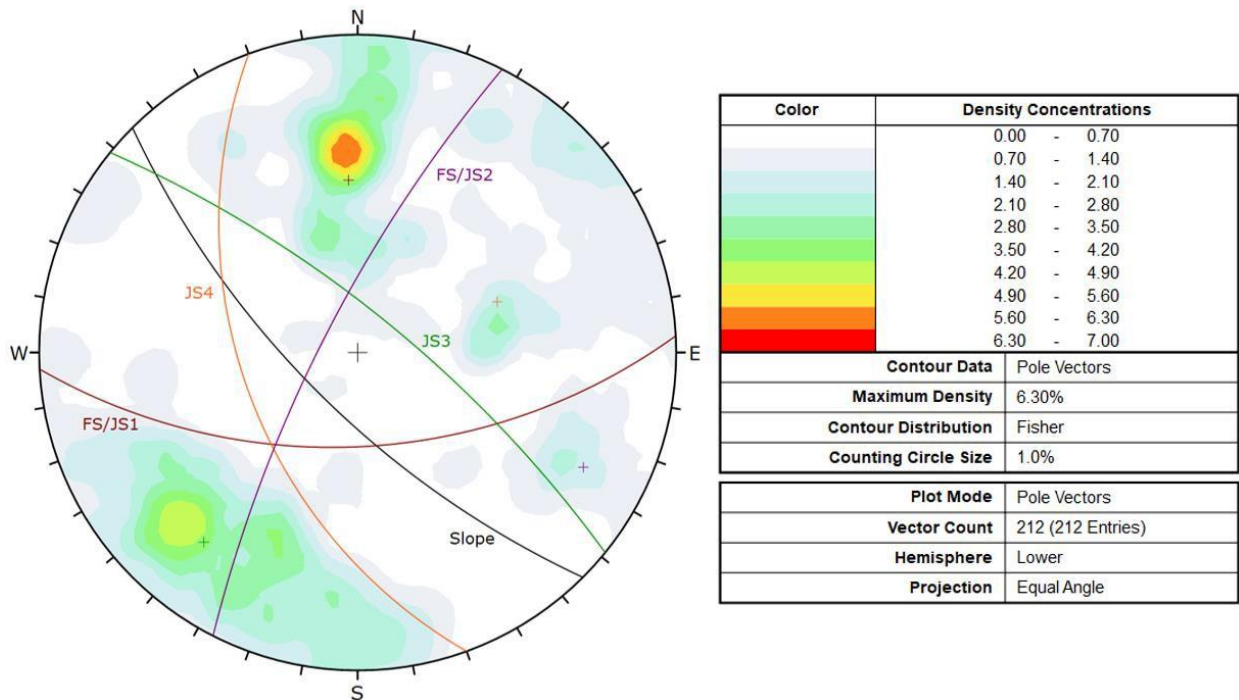 N
FS/JS2
JS4
JS3
W
E
FS/JS1
Slope
S
Color Density Concentrations
0.00 - 0.70
0.70 - 1.40
1.40 - 2.10
2.10 - 2.80
2.80 - 3.50
3.50 - 4.20
4.20 - 4.90
4.90 - 5.60
5.60 - 6.30
6.30 - 7.00
Contour Data Pole Vectors
Maximum Density 6.30%
Contour Distribution Fisher
Counting Circle Size 1.0%
Plot Mode Pole Vectors
Vector Count 212 (212 Entries)
Hemisphere Lower
Projection Equal Angle